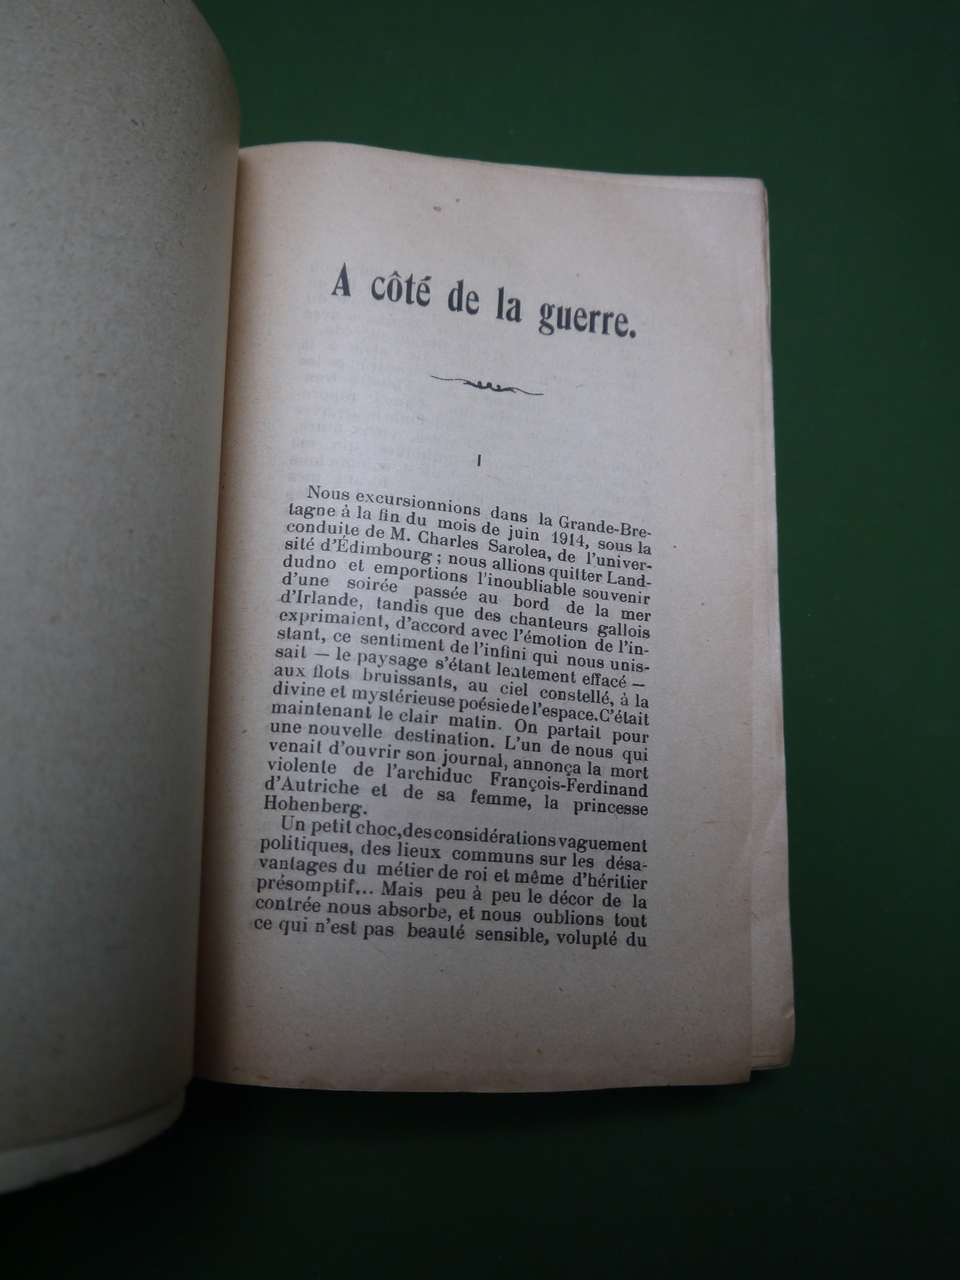 A côté de la guerre.
I
Nous excursionnions dans la Grande-Bre-
tagne à la fin du mois de juin 1914, sous la
conduite de M. Charles Sarolea, de l'univer-
sité d'Édimbourg ; nous allions quitter Land-
dudno et emportions l'inoubliable souvenir
d'une soirée passée au bord de la mer
d'Irlande, tandis que des chanteurs gallois
exprimaient, d'accord avec l'émotion de l'in-
stant, ce sentiment de l'infini qui nous unis-
sait — le paysage s'étant lentement effacé —
aux flots bruissants, au ciel constellé, à la
divine et mystérieuse poésie de l'espace. C'était
maintenant le clair matin. On partait pour
une nouvelle destination. L'un de nous qui
venait d'ouvrir son journal, annonça la mort
violente de l'archiduc François-Ferdinand
d'Autriche et de sa femme, la princesse
Hohenberg.
Un petit choc, des considérations vaguement
politiques, des lieux communs sur les désa-
vantages du métier de roi et même d'héritier
présomptif... Mais peu à peu le décor de la
contrée nous absorbe, et nous oublions tout
ce qui n'est pas beauté sensible, volupté du